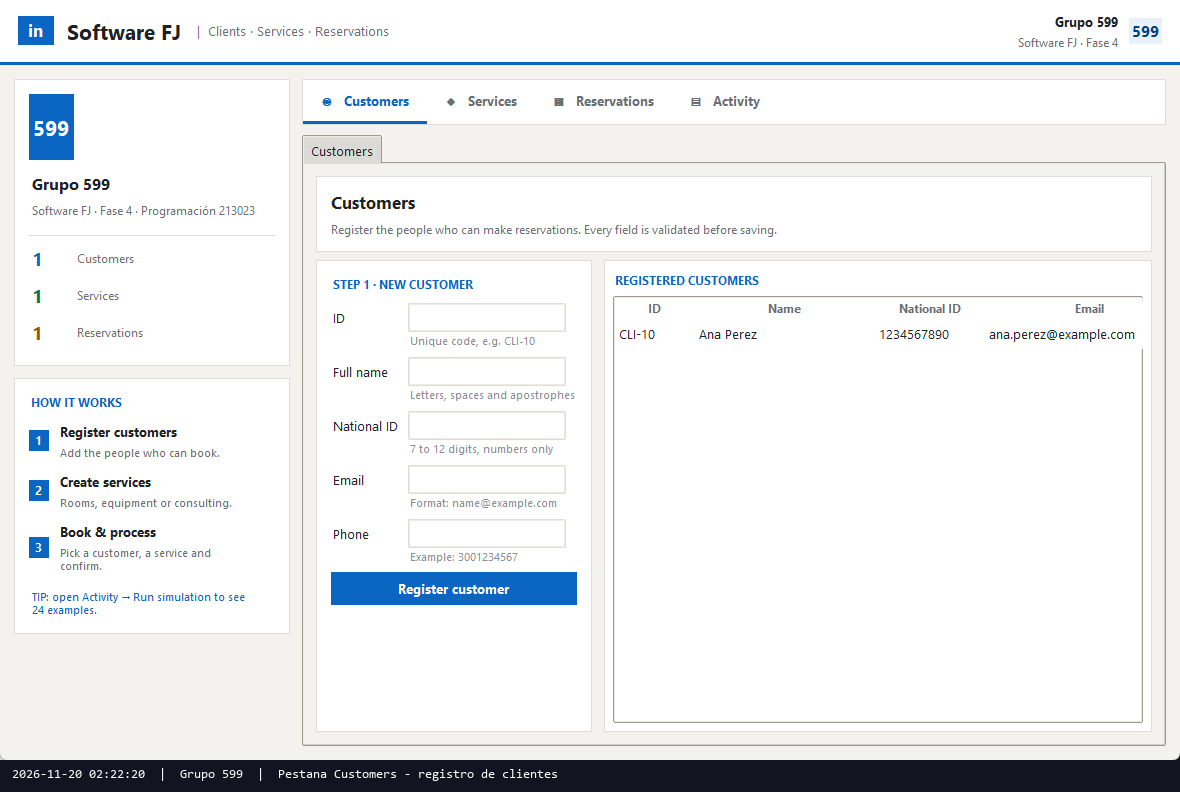 in Software FJ | Clients · Services · Reservations
Grupo 599
Software FJ · Fase 4
599
599
Grupo 599
Software FJ · Fase 4 · Programación 213023
1 Customers
1 Services
1 Reservations
HOW IT WORKS
1 Register customers
Add the people who can book.
2 Create services
Rooms, equipment or consulting.
3 Book & process
Pick a customer, a service and
confirm.
TIP: open Activity → Run simulation to see
24 examples.
Customers Services Reservations Activity
Customers
Customers
Register the people who can make reservations. Every field is validated before saving.
STEP 1 · NEW CUSTOMER
ID
Unique code, e.g. CLI-10
Full name
Letters, spaces and apostrophes
National ID
7 to 12 digits, numbers only
Email
Format: name@example.com
Phone
Example: 3001234567
Register customer
REGISTERED CUSTOMERS
ID Name National ID Email
CLI-10 Ana Perez 1234567890 ana.perez@example.com
2026-11-20 02:22:20 | Grupo 599 | Pestana Customers - registro de clientes